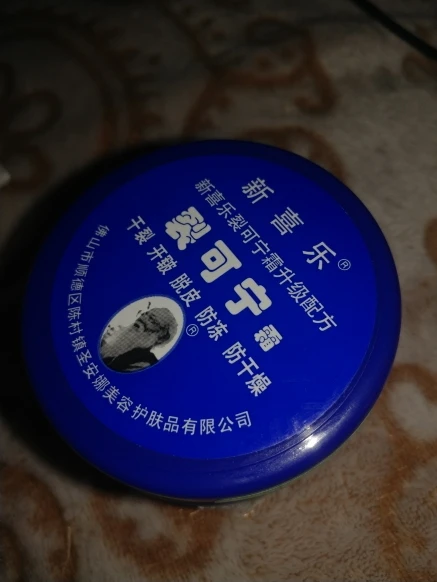 新喜乐®
新喜乐裂可宁霜升级配方
裂可宁霜
干裂 开皲 脱皮 防冻 防干燥
®
佛山市顺德区陈村镇圣安娜美容护肤品有限公司